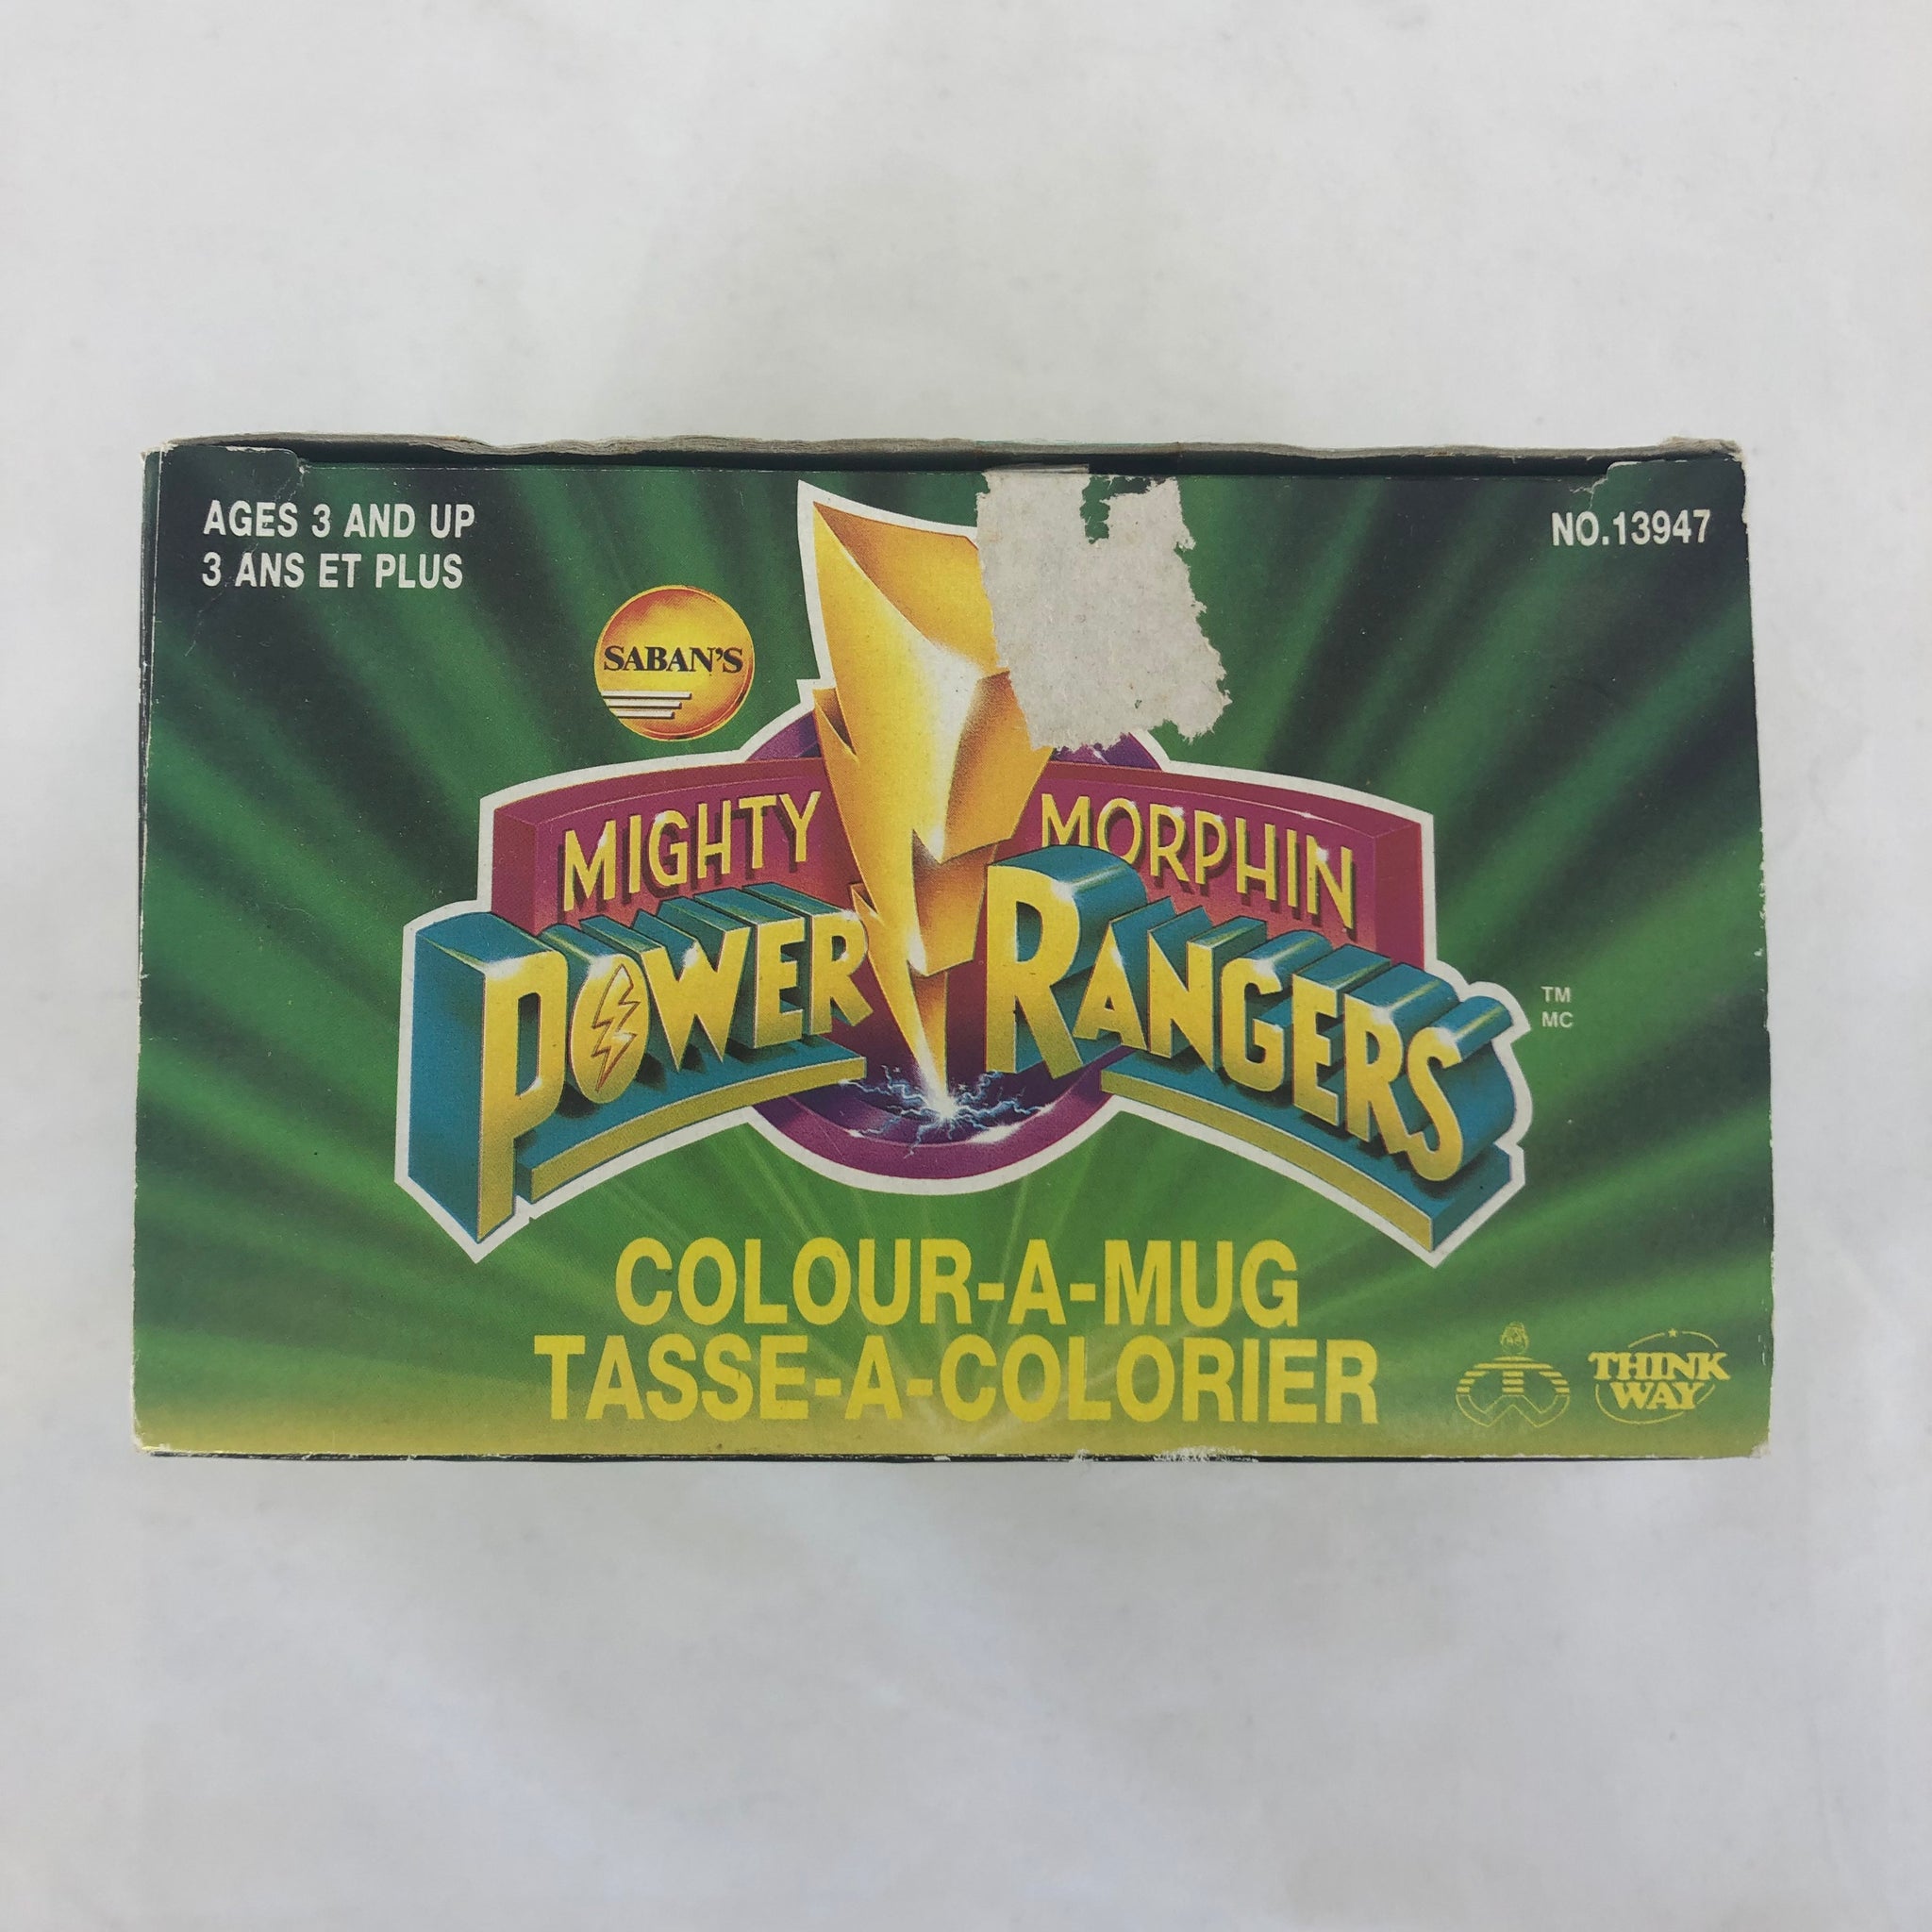 AGES 3 AND UP
3 ANS ET PLUS
NO.13947
SABAN'S
MIGHTY MORPHIN
POWER RANGERS
TM
MC
COLOUR-A-MUG
TASSE-A-COLORIER
THINK
WAY